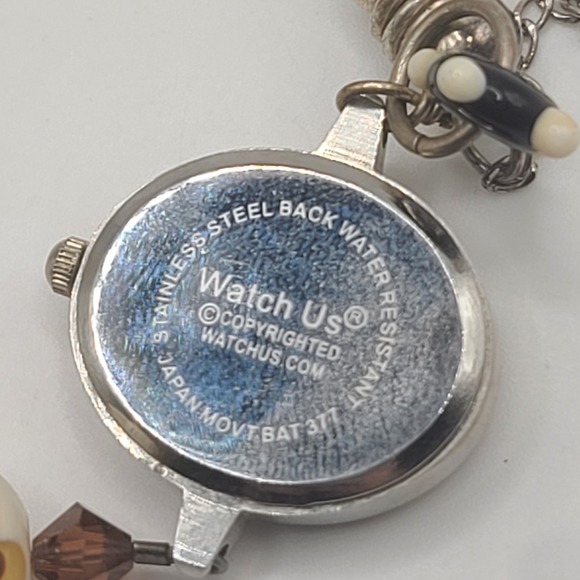 STAINLESS STEEL BACK WATER RESISTANT
Watch Us®
©COPYRIGHTED
WATCHUS.COM
JAPAN MOVT BAT 377